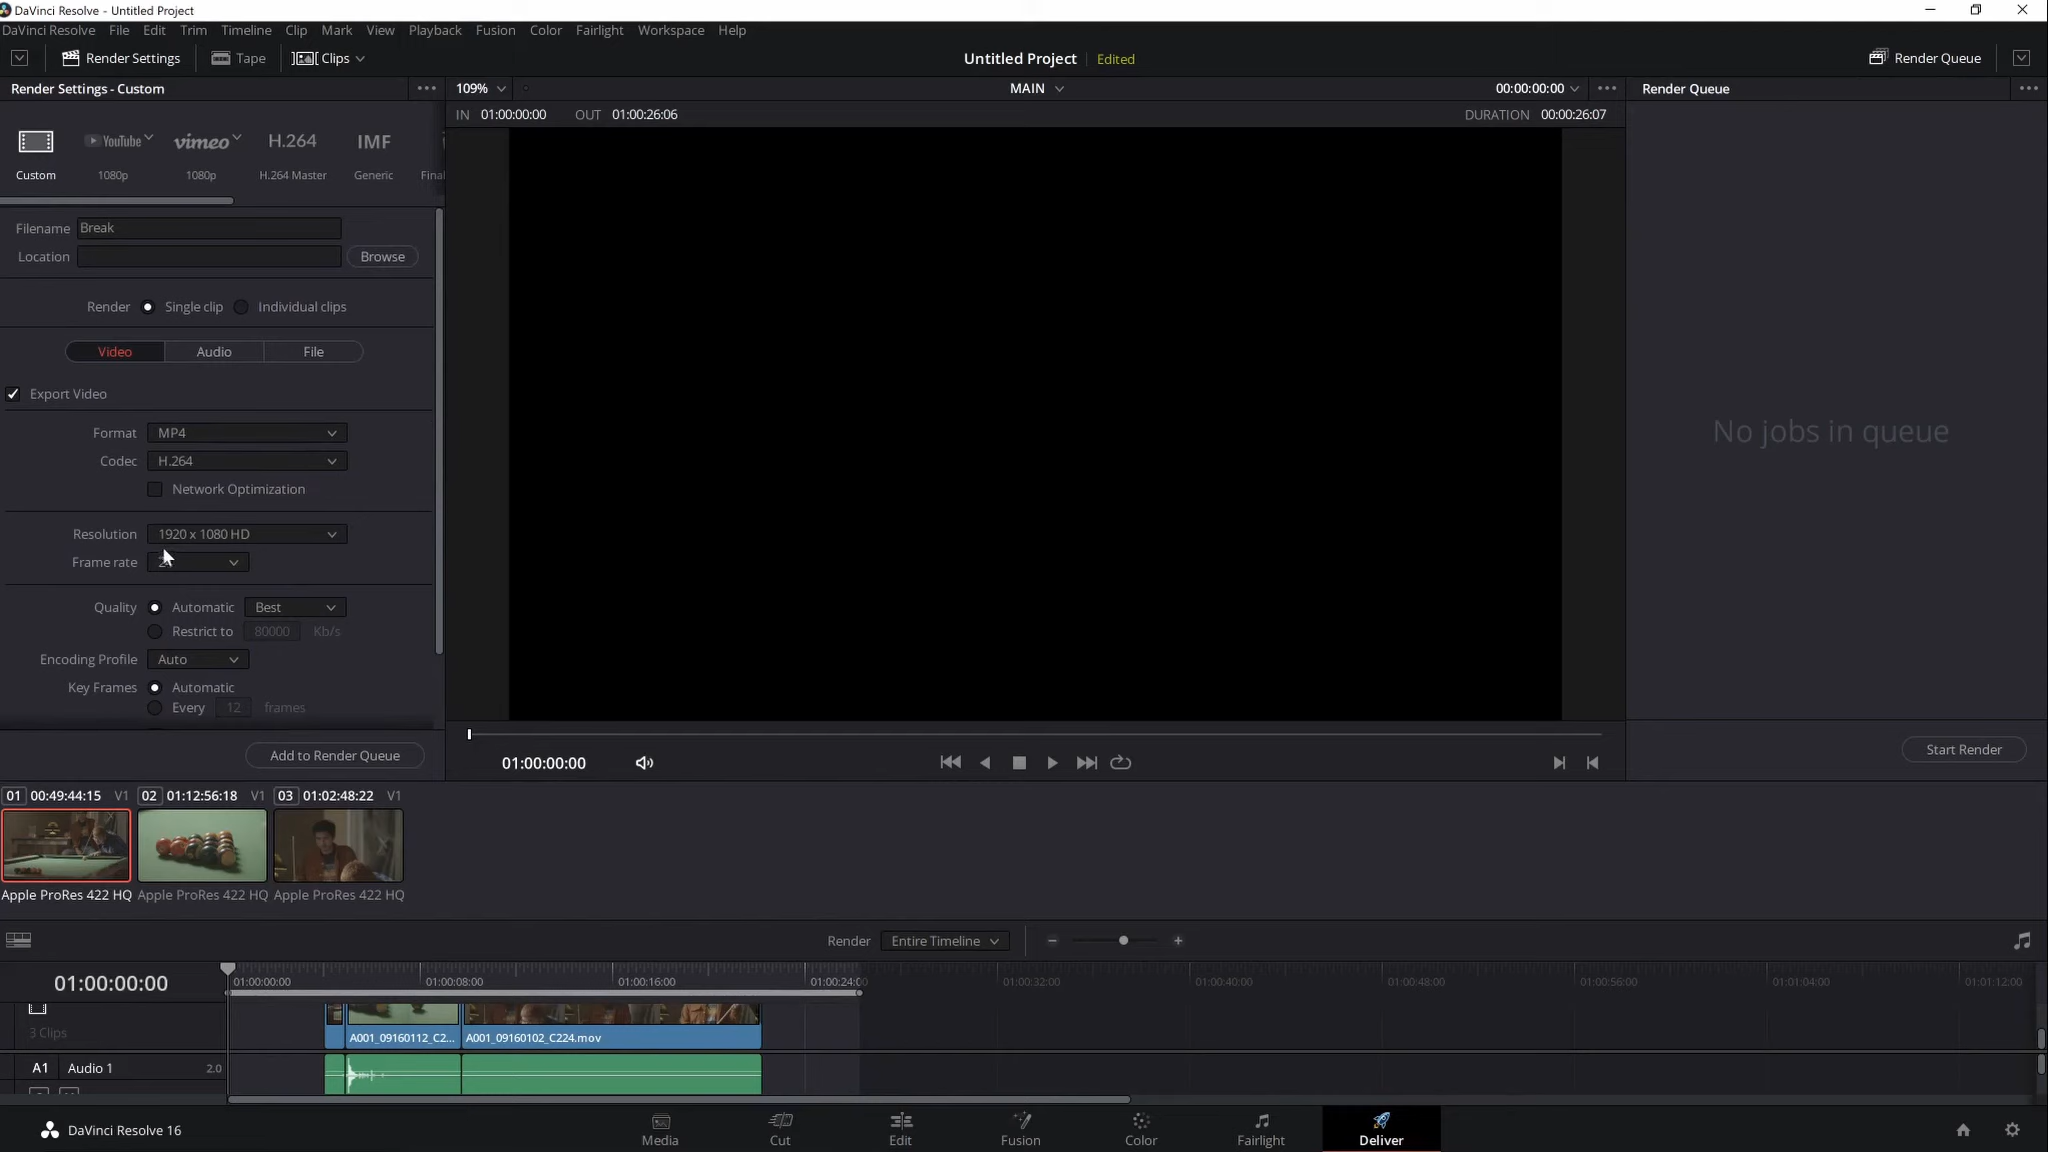 DaVinci Resolve - Untitled Project
DaVinci Resolve File Edit Trim Timeline Clip Mark View Playback Fusion Color Fairlight Workspace Help
Render Settings Tape Clips Untitled Project Edited Render Queue
Render Settings - Custom 109% MAIN 00:00:00:00 Render Queue
IN 01:00:00:00 OUT 01:00:26:06 DURATION 00:00:26:07
YouTube vimeo H.264 IMF
Custom 1080p 1080p H.264 Master Generic
Filename Break
Location Browse
Render Single clip Individual clips
Video Audio File
Export Video
Format MP4
Codec H.264
No jobs in queue
Network Optimization
Resolution 1920 x 1080 HD
Frame rate
Quality Automatic Best
Restrict to 80000 Kb/s
Encoding Profile Auto
Key Frames Automatic
Every 12 frames
Add to Render Queue
01:00:00:00
Start Render
01 00:49:44:15 V1 02 01:12:56:18 V1 03 01:02:48:22 V1
Apple ProRes 422 HQ Apple ProRes 422 HQ Apple ProRes 422 HQ
Render Entire Timeline
01:00:00:00 01:00:00:00 01:00:08:00 01:00:16:00 01:00:24:00 01:00:32:00 01:00:40:00 01:00:48:00 01:00:56:00 01:01:04:00 01:01:12:00
3 Clips
A001_09160112_C2... A001_09160102_C224.mov
A1 Audio 1 2.0
DaVinci Resolve 16 Media Cut Edit Fusion Color Fairlight Deliver